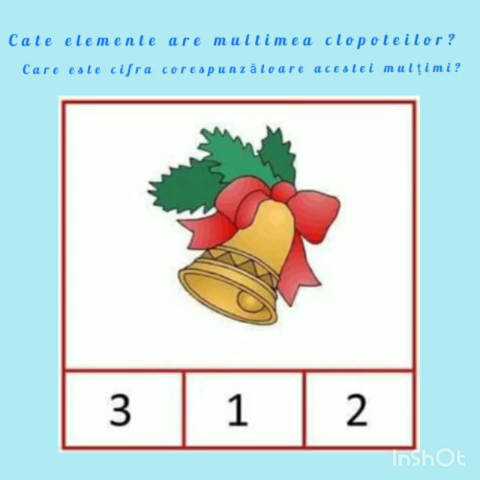 Cate elemente are multimea clopoteilor?
Care este cifra corespunzătoare acestei mulțimi?
3 1 2
InShOt